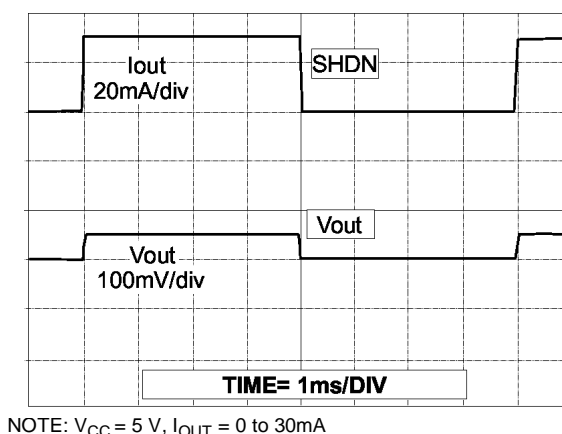 Iout
20mA/div
SHDN
Vout
Vout
100mV/div
TIME= 1ms/DIV
NOTE: VCC = 5 V, IOUT = 0 to 30mA